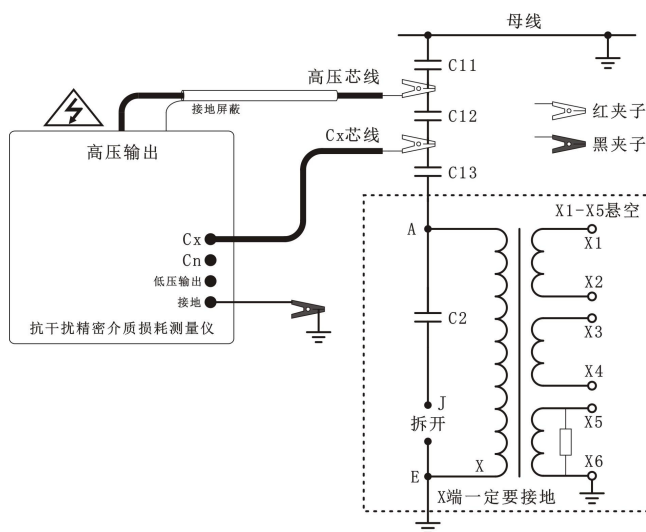 母线
C11
高压芯线
接地屏蔽
C12
红夹子
Cx芯线
黑夹子
高压输出
C13
X1-X5悬空
Cx
A
X1
Cn
X2
低压输出
接地
C2
X3
抗干扰精密介质损耗测量仪
X4
J
拆开
X5
E
X
X6
X端一定要接地